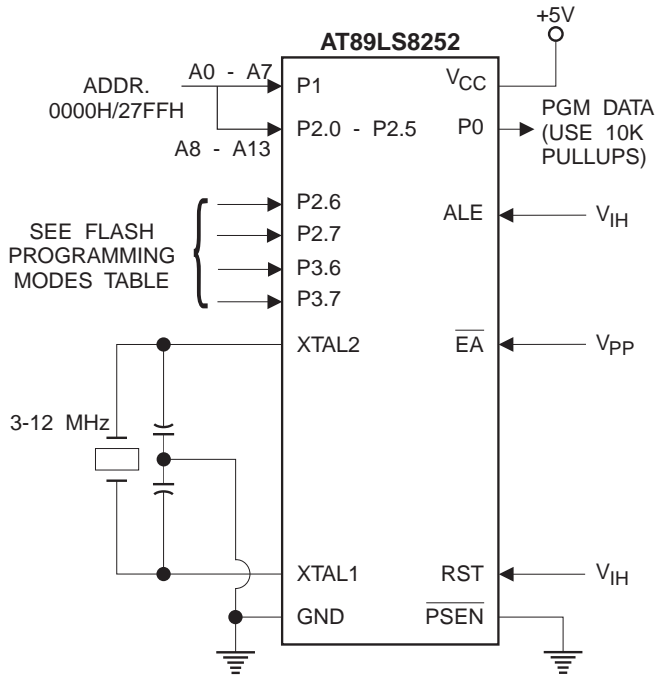 +5V
AT89LS8252
ADDR.
0000H/27FFH
A0 - A7
P1
VCC
A8 - A13
P2.0 - P2.5
P0
PGM DATA
(USE 10K
PULLUPS)
SEE FLASH
PROGRAMMING
MODES TABLE
P2.6
P2.7
P3.6
P3.7
ALE
VIH
XTAL2
EA
VPP
3-12 MHz
XTAL1
RST
VIH
GND
PSEN